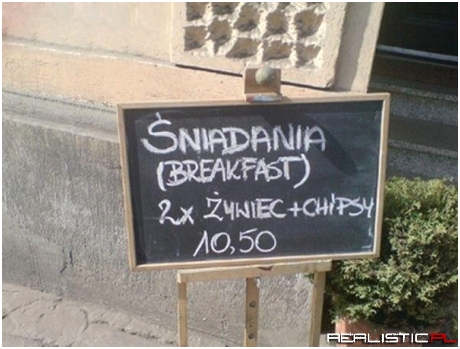 ŚNIADANIA
(BREAKFAST)
2x ŻYWIEC + CHIPSY
10,50
REALISTIC.PL